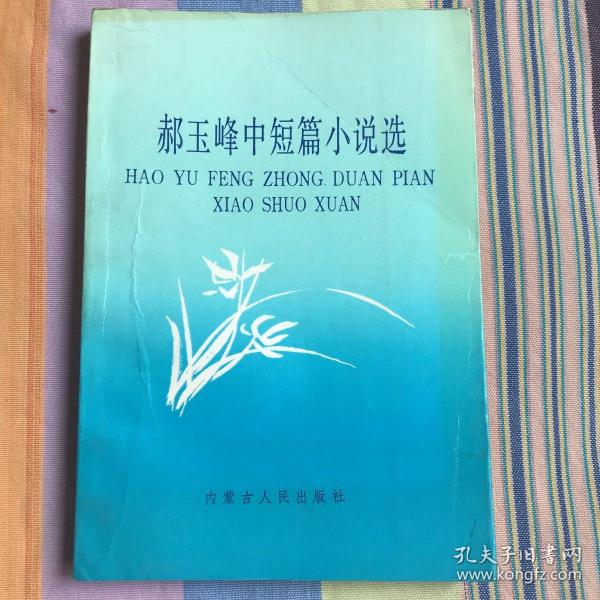 郝玉峰中短篇小说选
HAO YU FENG ZHONG. DUAN PIAN
XIAO SHUO XUAN
内蒙古人民出版社
孔夫子旧书网
www.kongfz.com